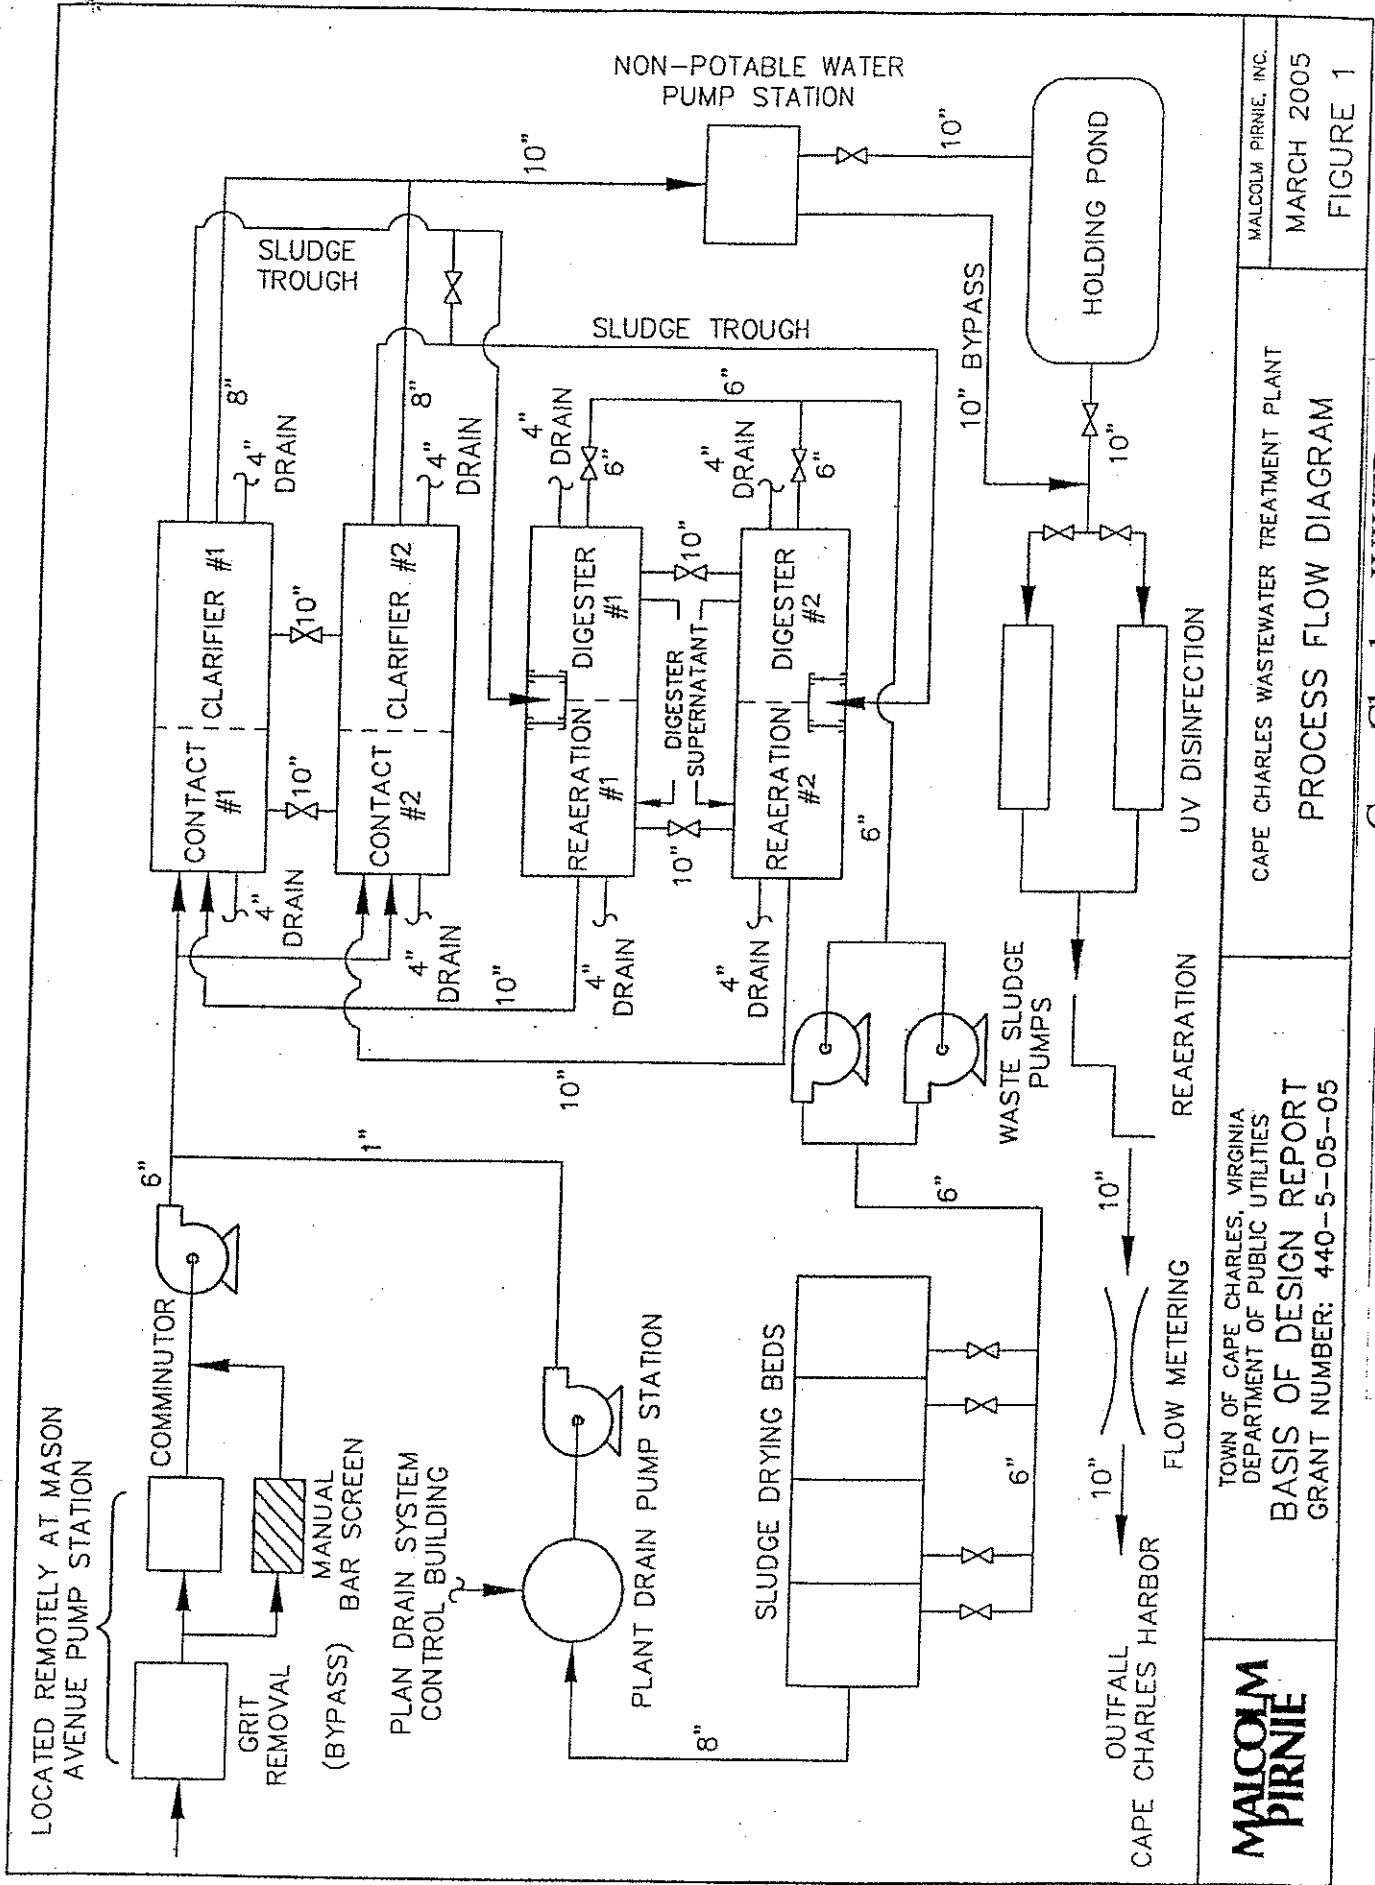 LOCATED REMOTELY AT MASON
AVENUE PUMP STATION
GRIT
REMOVAL
COMMINUTOR
(BYPASS)
MANUAL
BAR SCREEN
6"
1"
PLAN DRAIN SYSTEM
CONTROL BUILDING
PLANT DRAIN PUMP STATION
8"
SLUDGE DRYING BEDS
6"
6"
CONTACT
#1
CLARIFIER #1
4"
DRAIN
10"
10"
4"
DRAIN
8"
CONTACT
#2
CLARIFIER #2
4"
DRAIN
4"
DRAIN
8"
10"
10"
SLUDGE
TROUGH
SLUDGE TROUGH
REAERATION
#1
DIGESTER
#1
4"
DRAIN
4"
DRAIN
6"
6"
10"
DIGESTER
SUPERNATANT
10"
REAERATION
#2
DIGESTER
#2
4"
DRAIN
4"
DRAIN
6"
6"
WASTE SLUDGE
PUMPS
NON-POTABLE WATER
PUMP STATION
10"
10"
10" BYPASS
HOLDING POND
10"
UV DISINFECTION
REAERATION
10"
FLOW METERING
10"
OUTFALL
CAPE CHARLES HARBOR
MALCOLM
PIRNIE
TOWN OF CAPE CHARLES, VIRGINIA
DEPARTMENT OF PUBLIC UTILITIES
BASIS OF DESIGN REPORT
GRANT NUMBER: 440-5-05-05
CAPE CHARLES WASTEWATER TREATMENT PLANT
PROCESS FLOW DIAGRAM
MALCOLM PIRNIE, INC.
MARCH 2005
FIGURE 1